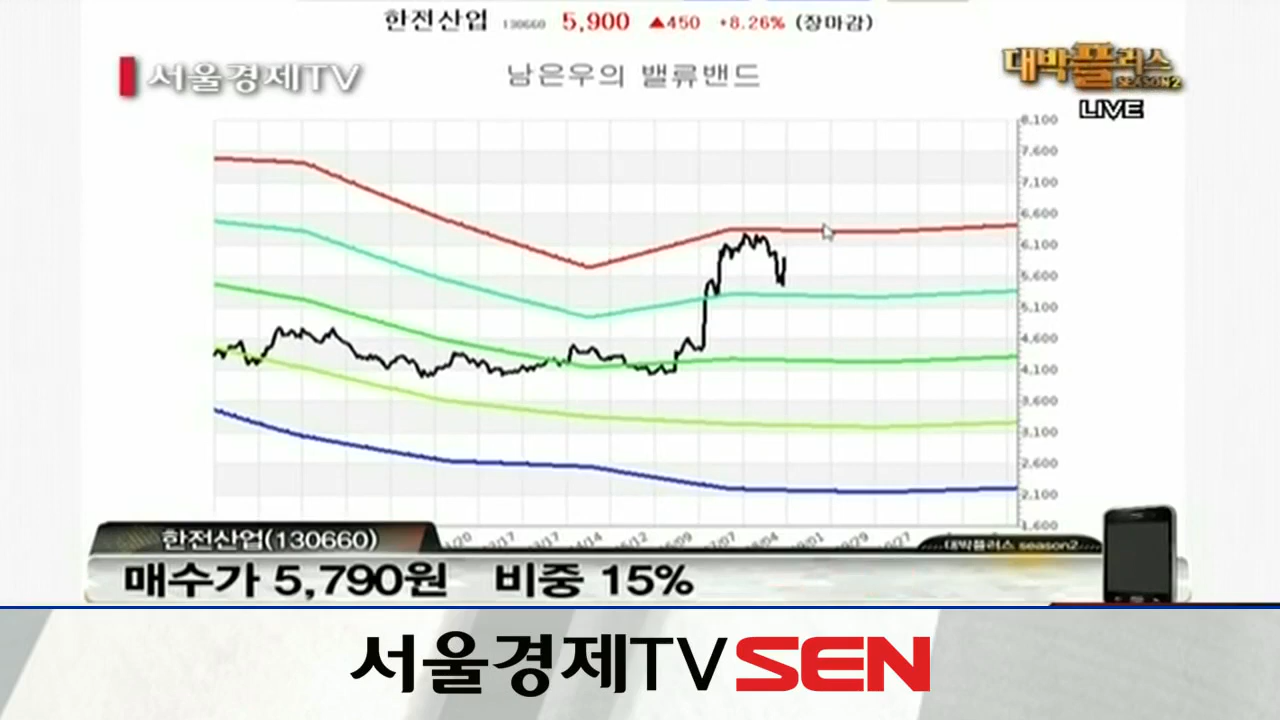 한전산업 130660 5,900 ▲450 +8.26% (장마감)
서울경제TV
남은우의 밸류밴드
대박플러스
SEASON2
LIVE
8,100
7,600
7,100
6,600
6,100
5,600
5,100
4,600
4,100
3,600
3,100
2,600
2,100
1,600
한전산업(130660)
대박플러스 season2
매수가 5,790원 비중 15%
서울경제TV SEN